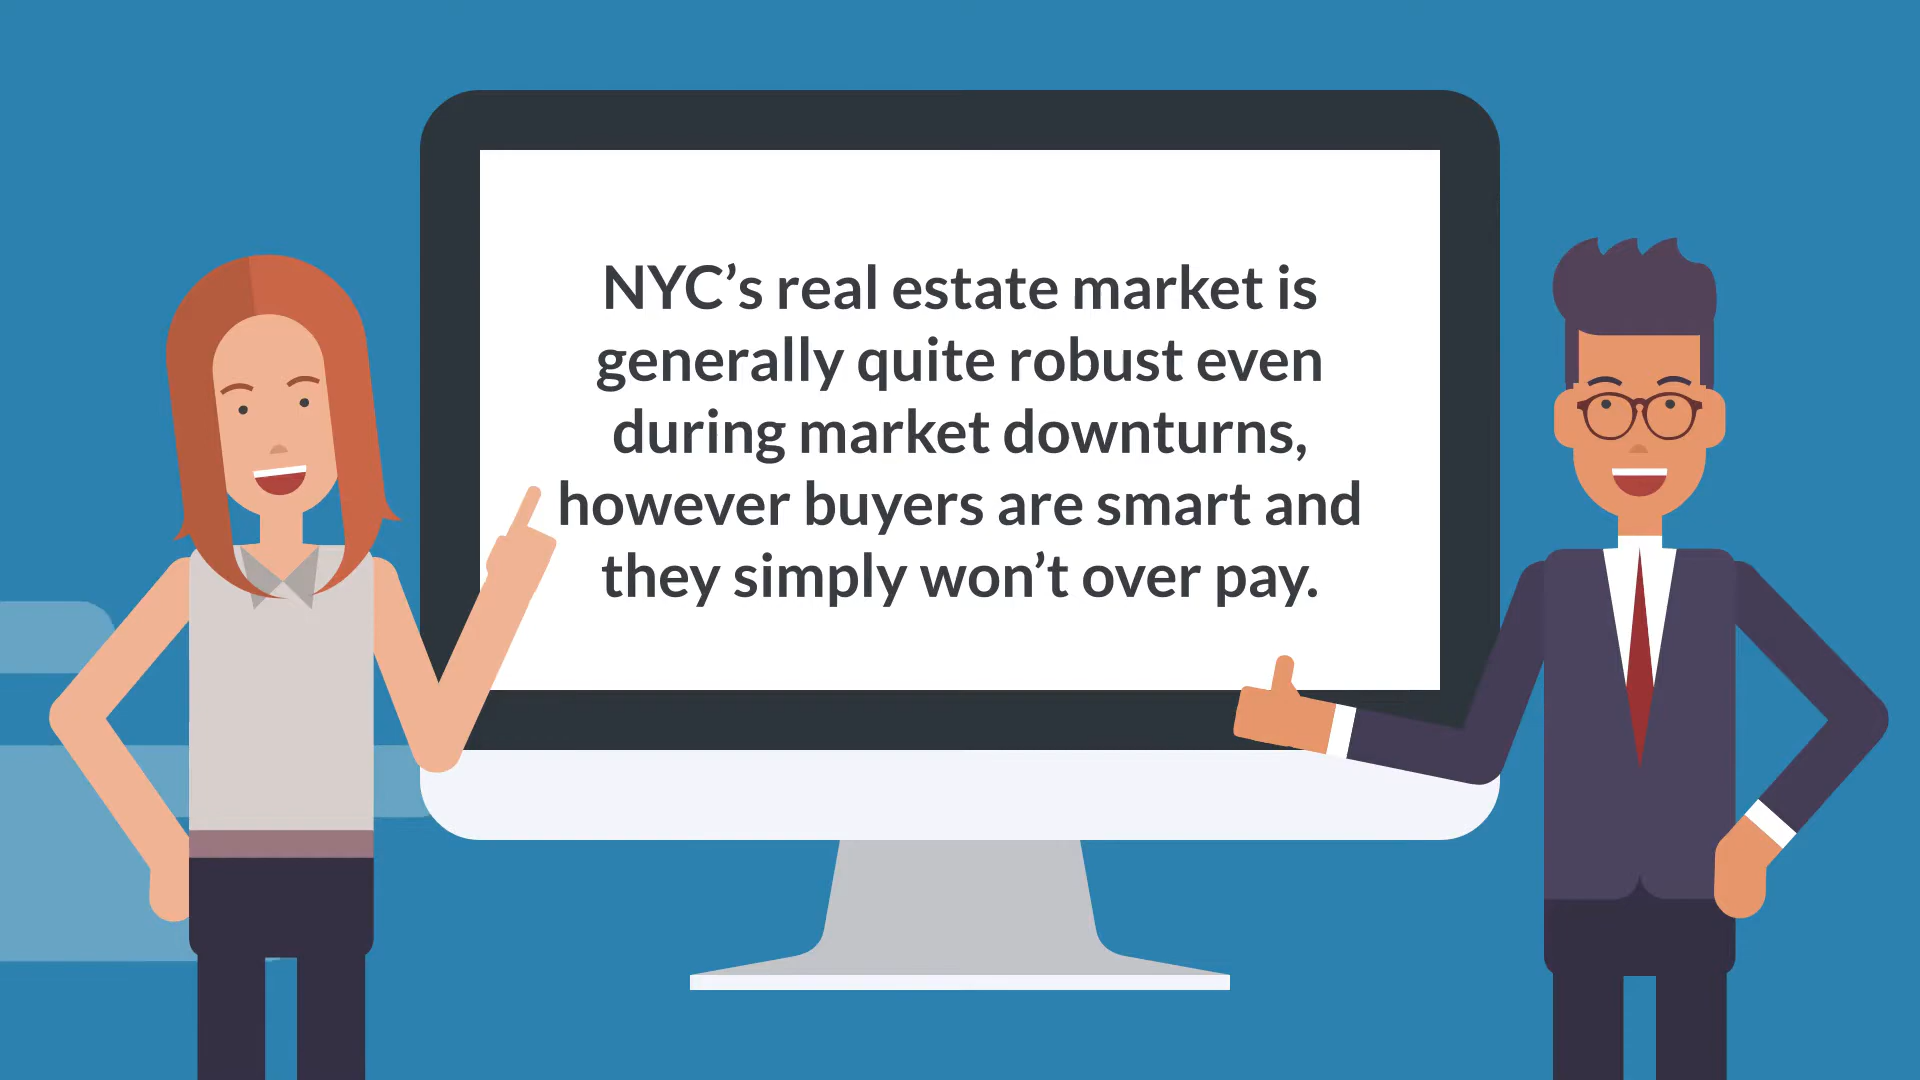 NYC’s real estate market is
generally quite robust even
during market downturns,
however buyers are smart and
they simply won’t over pay.